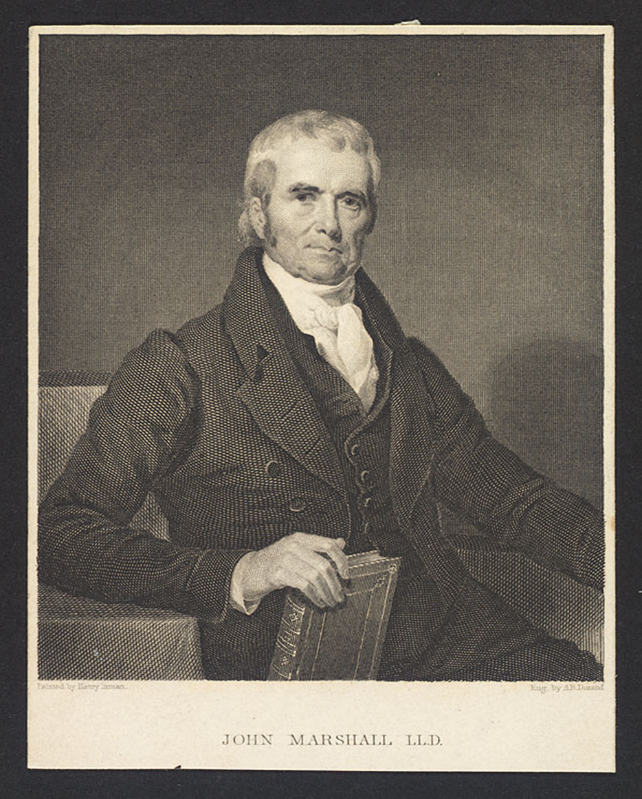 Painted by Henry Inman.
Eng. by A.B. Durand
JOHN MARSHALL LL.D.